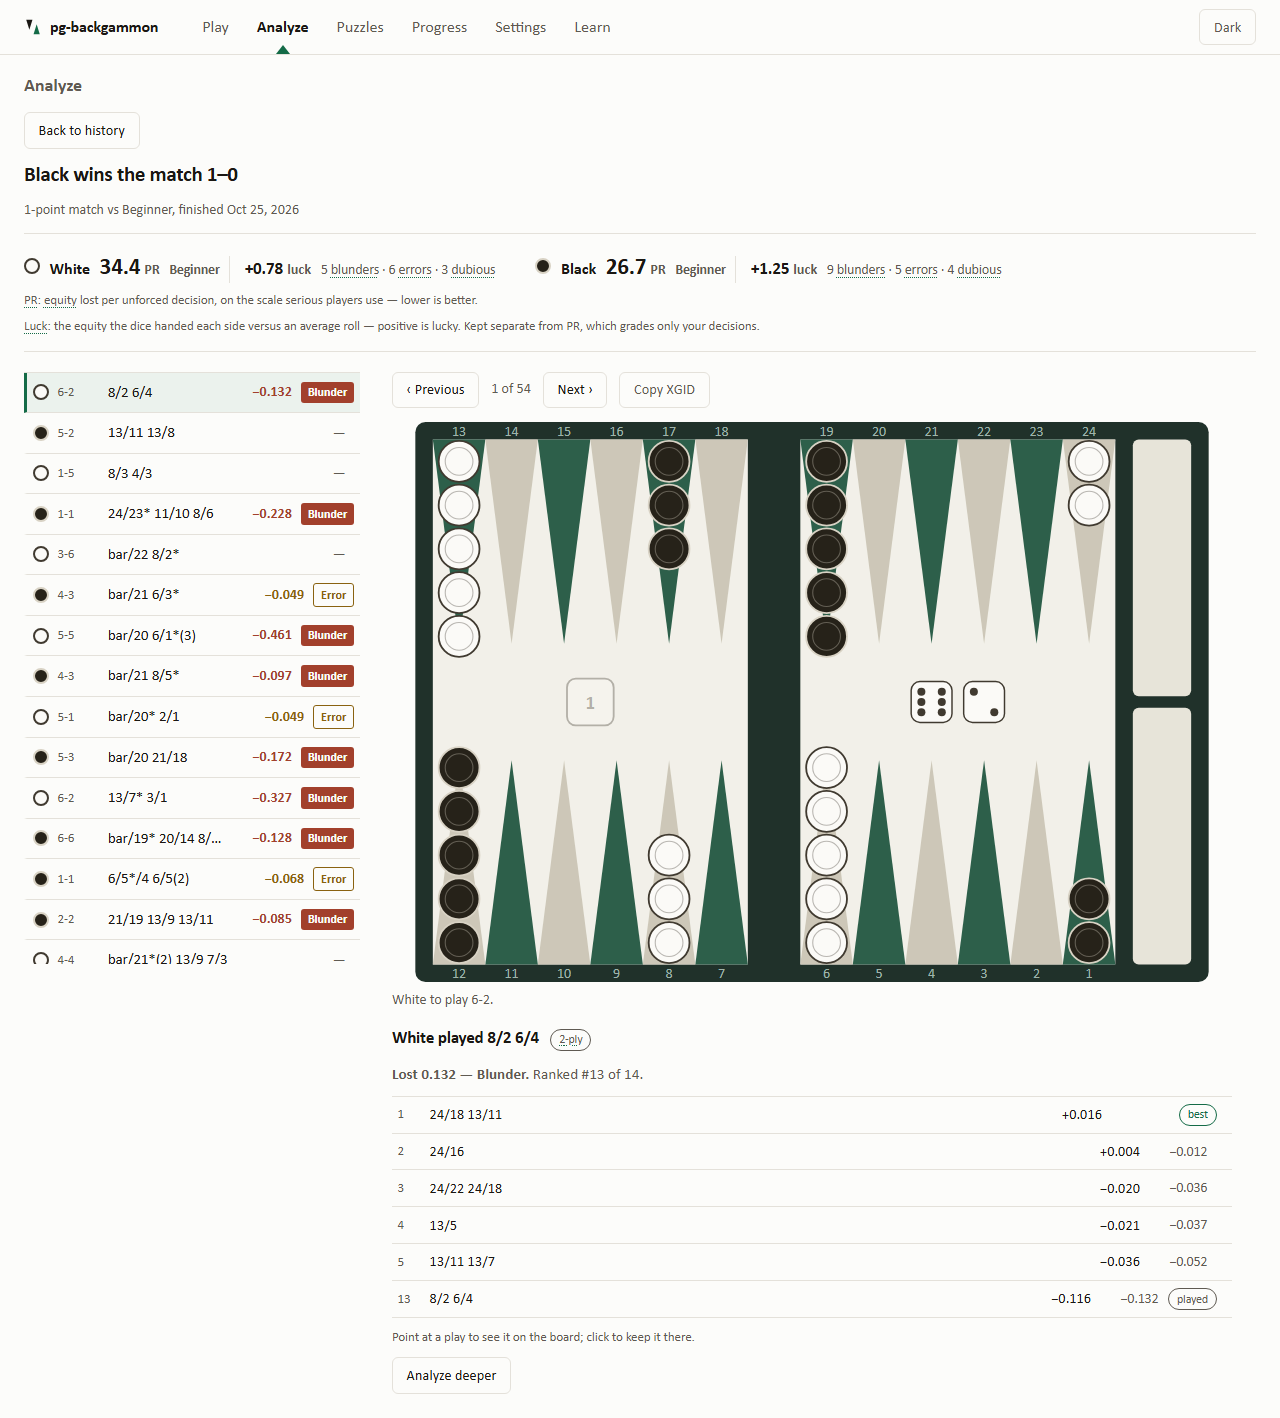 pg-backgammon Play Analyze Puzzles Progress Settings Learn Dark
Analyze
Back to history
Black wins the match 1–0
1-point match vs Beginner, finished Oct 25, 2026
White 34.4 PR Beginner +0.78 luck 5 blunders · 6 errors · 3 dubious Black 26.7 PR Beginner +1.25 luck 9 blunders · 5 errors · 4 dubious
PR: equity lost per unforced decision, on the scale serious players use — lower is better.
Luck: the equity the dice handed each side versus an average roll — positive is lucky. Kept separate from PR, which grades only your decisions.
6-2 8/2 6/4 −0.132 Blunder
5-2 13/11 13/8 —
1-5 8/3 4/3 —
1-1 24/23* 11/10 8/6 −0.228 Blunder
3-6 bar/22 8/2* —
4-3 bar/21 6/3* −0.049 Error
5-5 bar/20 6/1*(3) −0.461 Blunder
4-3 bar/21 8/5* −0.097 Blunder
5-1 bar/20* 2/1 −0.049 Error
5-3 bar/20 21/18 −0.172 Blunder
6-2 13/7* 3/1 −0.327 Blunder
6-6 bar/19* 20/14 8/... −0.128 Blunder
1-1 6/5*/4 6/5(2) −0.068 Error
2-2 21/19 13/9 13/11 −0.085 Blunder
4-4 bar/21*(2) 13/9 7/3 —
‹ Previous 1 of 54 Next › Copy XGID
13 14 15 16 17 18 19 20 21 22 23 24
1
12 11 10 9 8 7 6 5 4 3 2 1
White to play 6-2.
White played 8/2 6/4 2-ply
Lost 0.132 — Blunder. Ranked #13 of 14.
1 24/18 13/11 +0.016 best
2 24/16 +0.004 −0.012
3 24/22 24/18 −0.020 −0.036
4 13/5 −0.021 −0.037
5 13/11 13/7 −0.036 −0.052
13 8/2 6/4 −0.116 −0.132 played
Point at a play to see it on the board; click to keep it there.
Analyze deeper